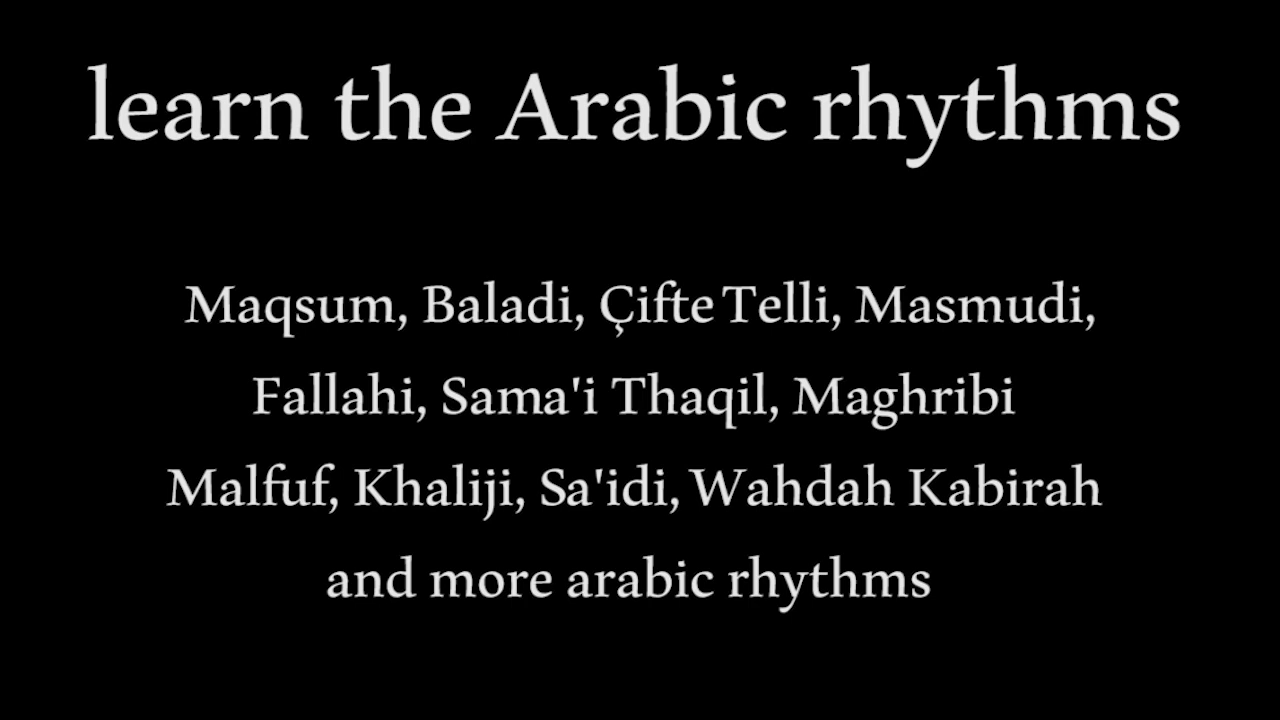 learn the Arabic rhythms
Maqsum, Baladi, Çifte Telli, Masmudi,
Fallahi, Sama'i Thaqil, Maghribi
Malfuf, Khaliji, Sa'idi, Wahdah Kabirah
and more arabic rhythms